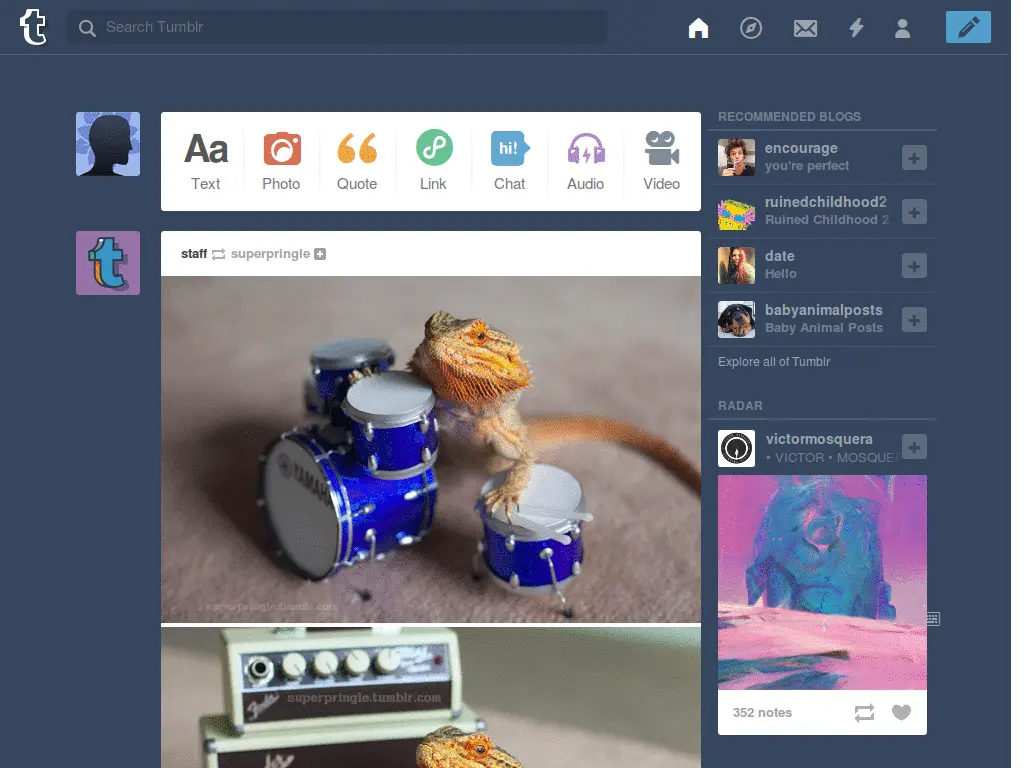 t
Search Tumblr
Aa
Text
Photo
Quote
Link
hi!
Chat
Audio
Video
t
staff superpringle
YAMAHA
superpringle.tumblr.com
Fender
superpringle.tumblr.com
RECOMMENDED BLOGS
encourage
you're perfect
ruinedchildhood2
Ruined Childhood 2
date
Hello
babyanimalposts
Baby Animal Posts
Explore all of Tumblr
RADAR
victormosquera
• VICTOR • MOSQUE
352 notes